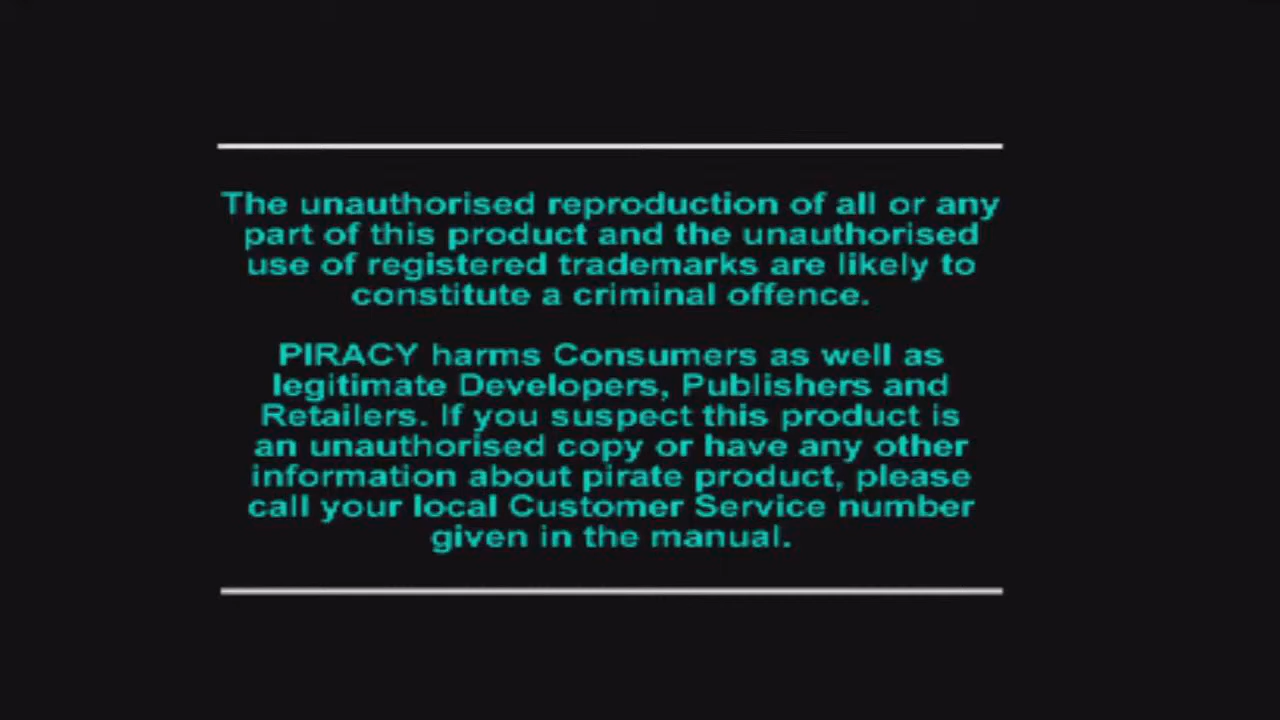 The unauthorised reproduction of all or any
part of this product and the unauthorised
use of registered trademarks are likely to
constitute a criminal offence.
PIRACY harms Consumers as well as
legitimate Developers, Publishers and
Retailers. If you suspect this product is
an unauthorised copy or have any other
information about pirate product, please
call your local Customer Service number
given in the manual.